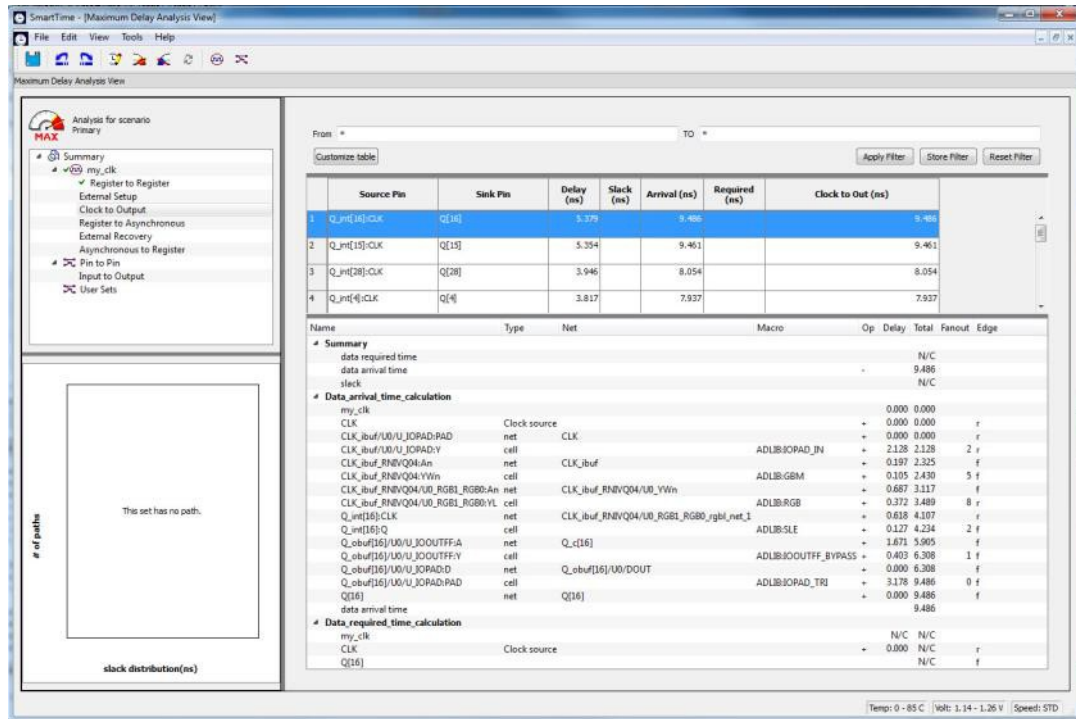 SmartTime - [Maximum Delay Analysis View]
File Edit View Tools Help
Maximum Delay Analysis View
MAX
Analysis for scenario
Primary
Summary
my_clk
Register to Register
External Setup
Clock to Output
Register to Asynchronous
External Recovery
Asynchronous to Register
Pin to Pin
Input to Output
User Sets
# of paths
This set has no path.
slack distribution(ns)
From * TO *
Customize table Apply Filter Store Filter Reset Filter
Source Pin Sink Pin Delay (ns) Slack (ns) Arrival (ns) Required (ns) Clock to Out (ns)
1 Q_int[16]:CLK Q[16] 5.379 9.486 9.486
2 Q_int[15]:CLK Q[15] 5.354 9.461 9.461
3 Q_int[28]:CLK Q[28] 3.946 8.054 8.054
4 Q_int[4]:CLK Q[4] 3.817 7.937 7.937
Name Type Net Macro Op Delay Total Fanout Edge
Summary
data required time N/C
data arrival time - 9.486
slack N/C
Data_arrival_time_calculation
my_clk 0.000 0.000
CLK Clock source + 0.000 0.000 r
CLK_ibuf/U0/U_IOPAD:PAD net CLK + 0.000 0.000 r
CLK_ibuf/U0/U_IOPAD:Y cell ADLIB:IOPAD_IN + 2.128 2.128 2 r
CLK_ibuf_RNIVQ04:An net CLK_ibuf + 0.197 2.325 f
CLK_ibuf_RNIVQ04:YWn cell ADLIB:GBM + 0.105 2.430 5 f
CLK_ibuf_RNIVQ04/U0_RGB1_RGB0:An net CLK_ibuf_RNIVQ04/U0_YWn + 0.687 3.117 f
CLK_ibuf_RNIVQ04/U0_RGB1_RGB0:YL cell ADLIB:RGB + 0.372 3.489 8 r
Q_int[16]:CLK net CLK_ibuf_RNIVQ04/U0_RGB1_RGB0_rgbl_net_1 + 0.618 4.107 r
Q_int[16]:Q cell ADLIB:SLE + 0.127 4.234 2 f
Q_obuf[16]/U0/U_IOOUTFF:A net Q_c[16] + 1.671 5.905 f
Q_obuf[16]/U0/U_IOOUTFF:Y cell ADLIB:IOOUTFF_BYPASS + 0.403 6.308 1 f
Q_obuf[16]/U0/U_IOPAD:D net Q_obuf[16]/U0/DOUT + 0.000 6.308 f
Q_obuf[16]/U0/U_IOPAD:PAD cell ADLIB:IOPAD_TRI + 3.178 9.486 0 f
Q[16] net Q[16] + 0.000 9.486 f
data arrival time 9.486
Data_required_time_calculation
my_clk N/C N/C
CLK Clock source + 0.000 N/C r
Q[16] N/C f
Temp: 0 - 85 C Volt: 1.14 - 1.26 V Speed: STD